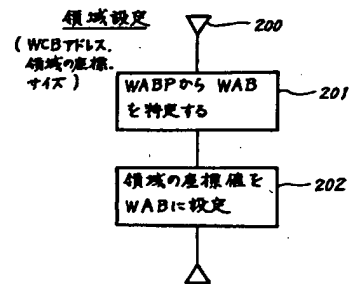 領域設定
(WCBアドレス.
領域の座標.
サイズ)
200
WABPから WAB
を特定する
201
領域の座標値を
WABに設定
202